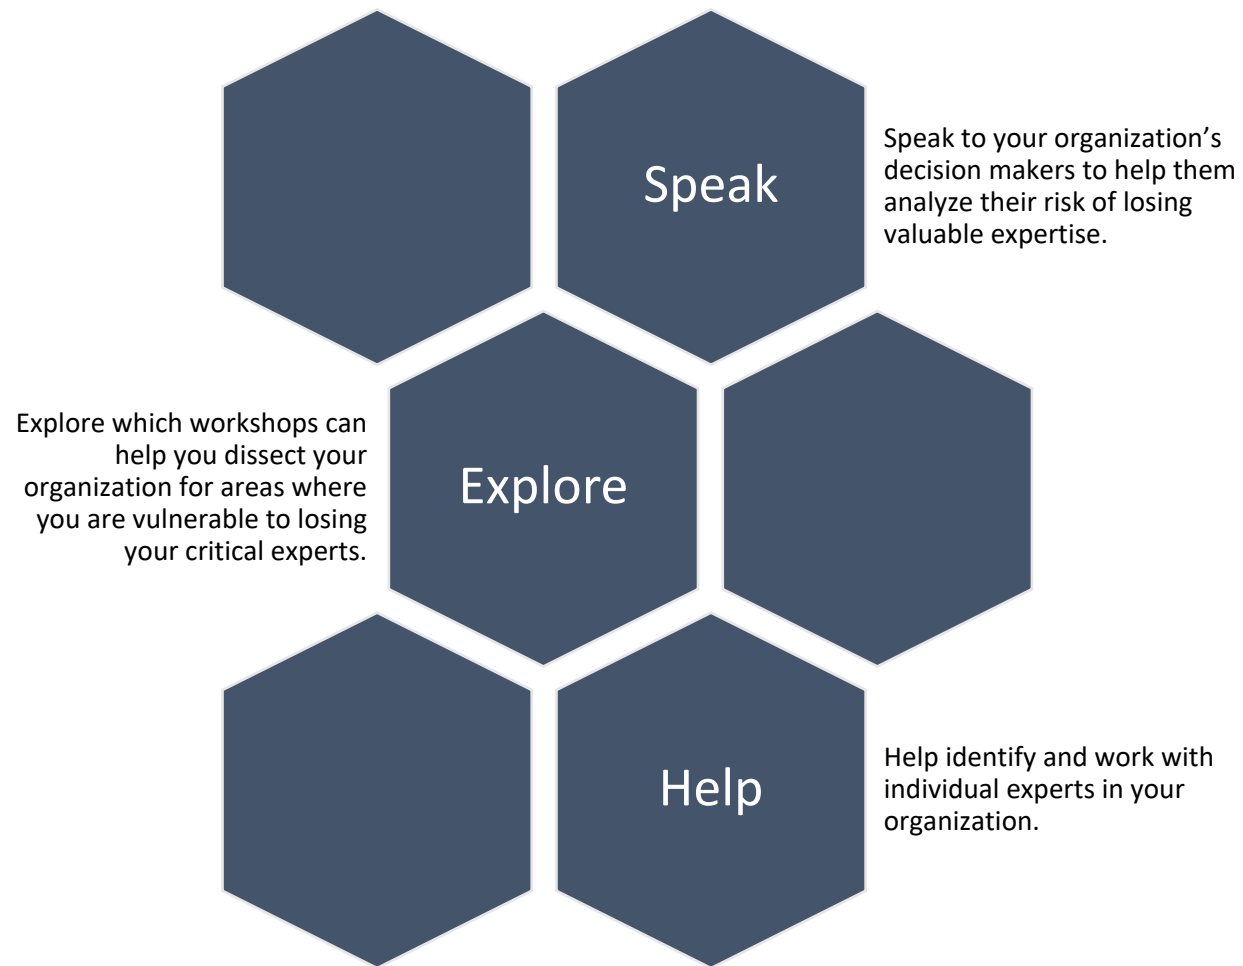 Speak
Speak to your organization’s
decision makers to help them
analyze their risk of losing
valuable expertise.
Explore which workshops can
help you dissect your
organization for areas where
you are vulnerable to losing
your critical experts.
Explore
Help
Help identify and work with
individual experts in your
organization.